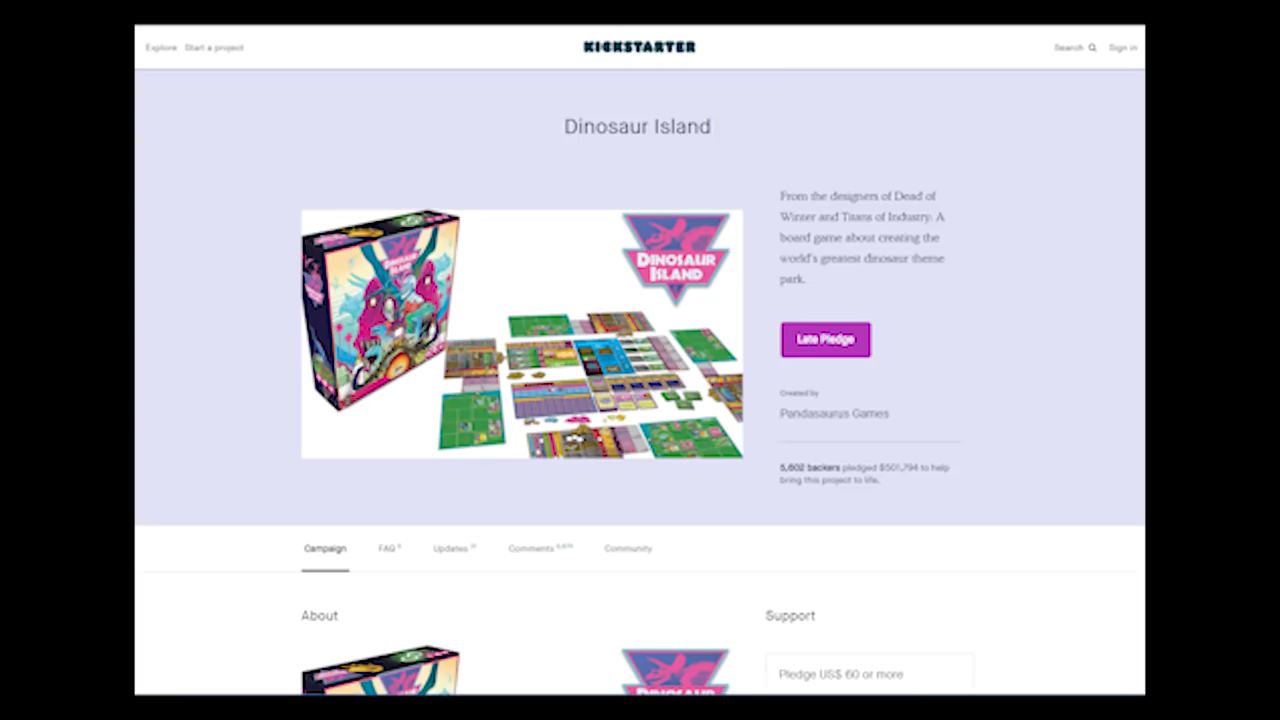 Explore Start a project KICKSTARTER Search Sign in
Dinosaur Island
From the designers of Dead of
Winter and Titans of Industry: A
board game about creating the
world's greatest dinosaur theme
park.
DINOSAUR
ISLAND
DINOSAUR
ISLAND
Late Pledge
Created by
Pandasaurus Games
5,602 backers pledged $501,794 to help
bring this project to life.
Campaign FAQ Updates Comments Community
About
Support
Pledge US$ 60 or more
DINOSAUR